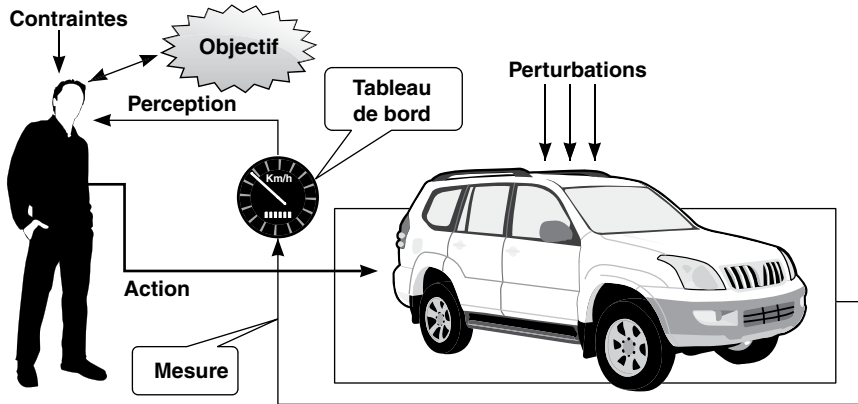 Contraintes
Objectif
Perception
Tableau
de bord
Perturbations
Km/h
Action
Mesure